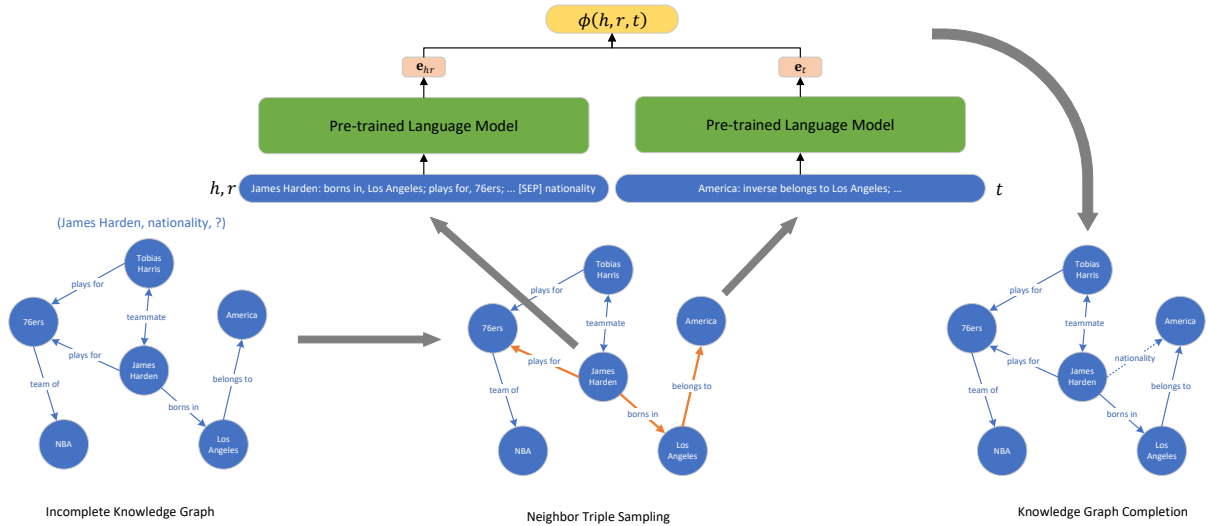 ϕ(h, r, t)
e_hr
e_t
Pre-trained Language Model
Pre-trained Language Model
h, r
James Harden: borns in, Los Angeles; plays for, 76ers; ... [SEP] nationality
America: inverse belongs to Los Angeles; ...
t
(James Harden, nationality, ?)
Tobias
Harris
plays for
76ers
teammate
America
plays for
James
Harden
team of
belongs to
borns in
NBA
Los
Angeles
Incomplete Knowledge Graph
Tobias
Harris
plays for
76ers
teammate
America
plays for
James
Harden
team of
belongs to
borns in
NBA
Los
Angeles
Neighbor Triple Sampling
Tobias
Harris
plays for
76ers
teammate
America
nationality
plays for
James
Harden
team of
belongs to
borns in
NBA
Los
Angeles
Knowledge Graph Completion